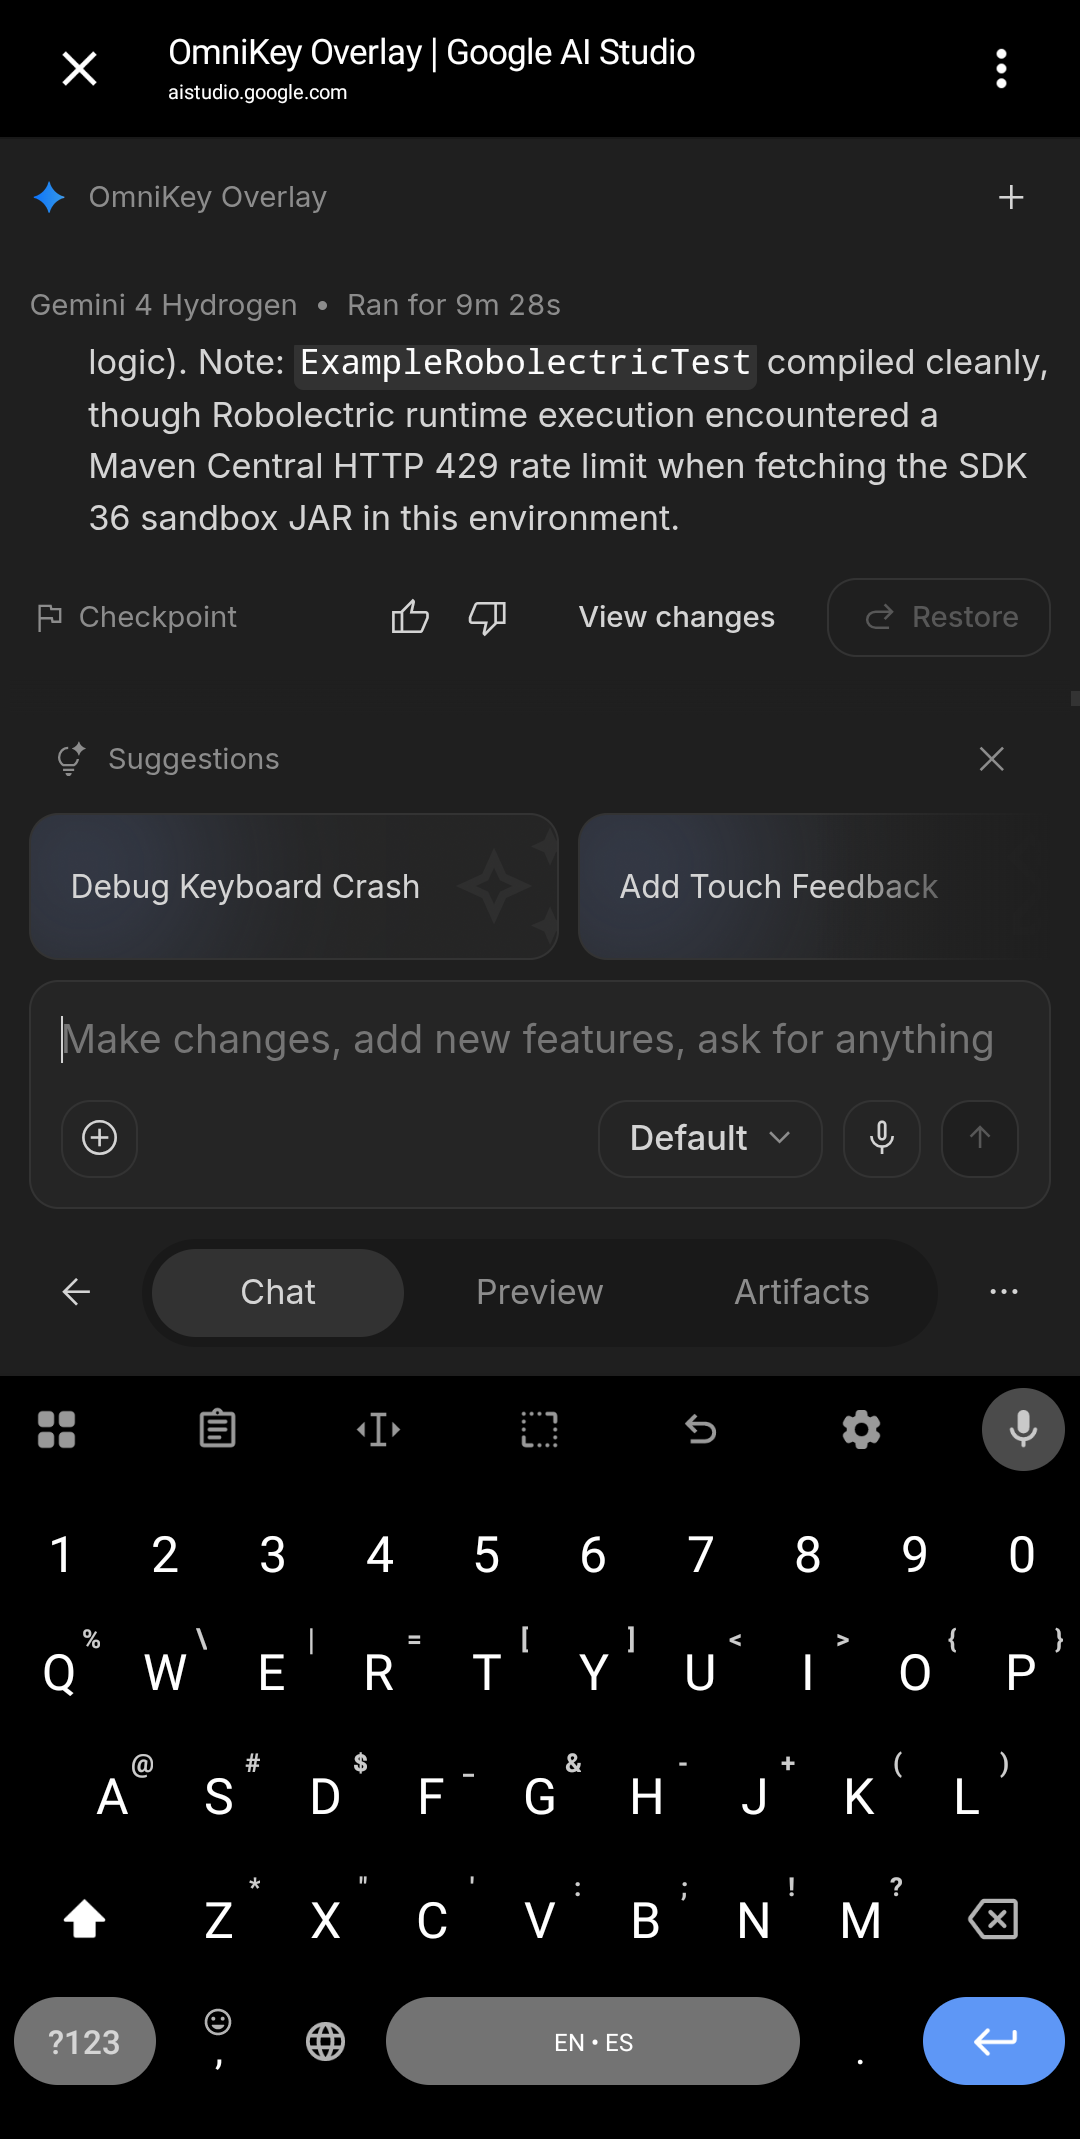 OmniKey Overlay | Google AI Studio
aistudio.google.com
OmniKey Overlay
Gemini 4 Hydrogen • Ran for 9m 28s
logic). Note: ExampleRobolectricTest compiled cleanly,
though Robolectric runtime execution encountered a
Maven Central HTTP 429 rate limit when fetching the SDK
36 sandbox JAR in this environment.
Checkpoint View changes Restore
Suggestions
Debug Keyboard Crash Add Touch Feedback
Make changes, add new features, ask for anything
Default
Chat Preview Artifacts
1 2 3 4 5 6 7 8 9 0
% \ | = [ ] < > { }
Q W E R T Y U I O P
@ # $ _ & - + ( )
A S D F G H J K L
* " ' : ; ! ?
Z X C V B N M
?123 , EN • ES .